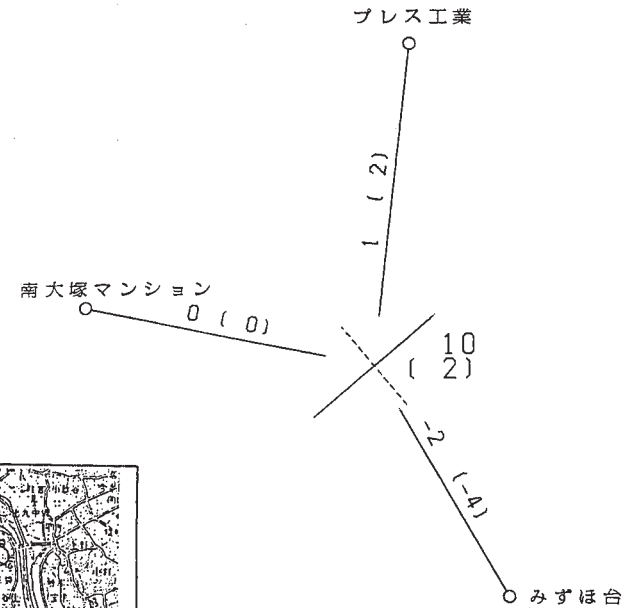 プレス工業
1 ( 2)
南大塚マンション
0 ( 0)
10
( 2)
-2 (-4)
みずほ台